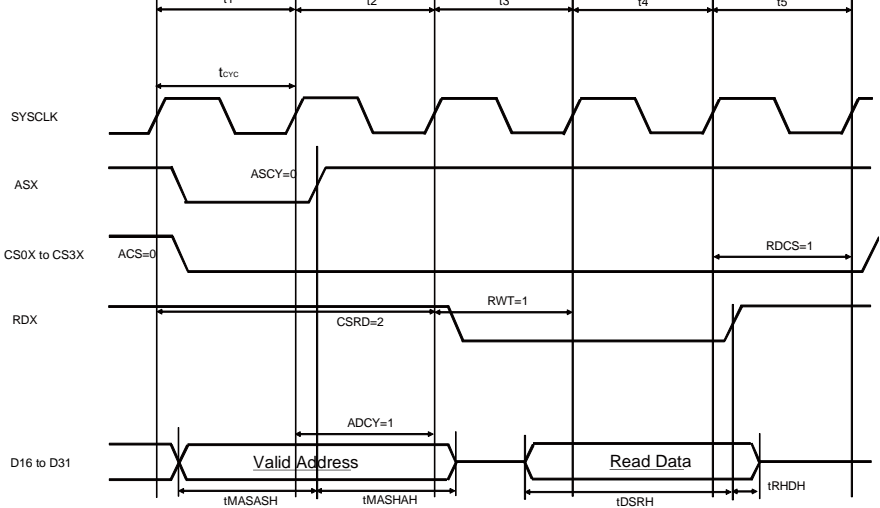 t1 t2 t3 t4 t5
tCYC
SYSCLK
ASX
ASCY=0
CS0X to CS3X
ACS=0
RDCS=1
RDX
RWT=1
CSRD=2
ADCY=1
D16 to D31
Valid Address
Read Data
tRHDH
tMASASH
tMASHAH
tDSRH